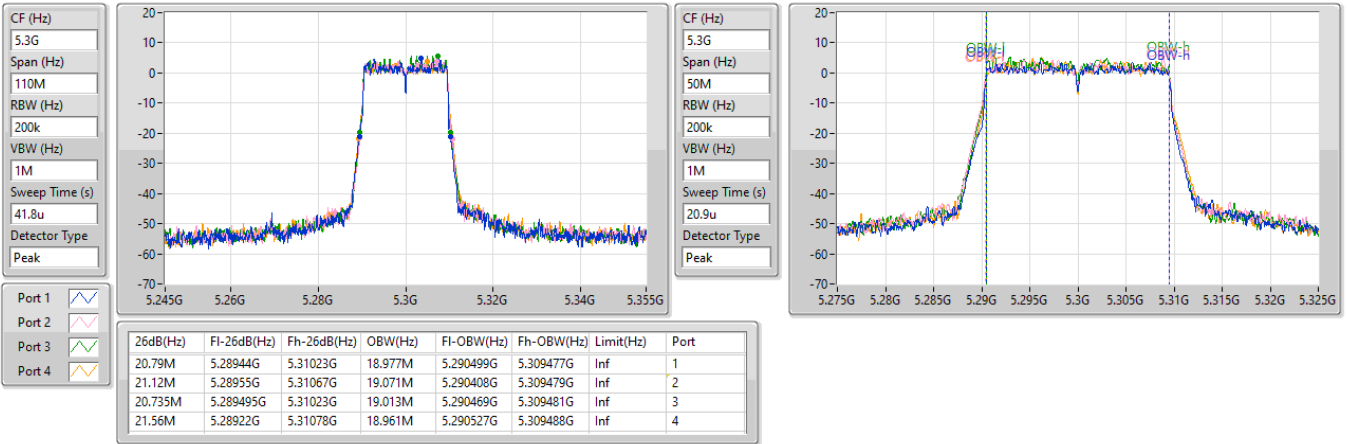 CF (Hz)
5.3G
Span (Hz)
110M
RBW (Hz)
200k
VBW (Hz)
1M
Sweep Time (s)
41.8u
Detector Type
Peak
20
10
0
-10
-20
-30
-40
-50
-60
-70
5.245G 5.26G 5.28G 5.3G 5.32G 5.34G 5.355G
CF (Hz)
5.3G
Span (Hz)
50M
RBW (Hz)
200k
VBW (Hz)
1M
Sweep Time (s)
20.9u
Detector Type
Peak
20
10
0
-10
-20
-30
-40
-50
-60
-70
OBW-l
OBW-h
OBW-h
5.275G 5.28G 5.285G 5.29G 5.295G 5.3G 5.305G 5.31G 5.315G 5.32G 5.325G
Port 1
Port 2
Port 3
Port 4
26dB(Hz) Fl-26dB(Hz) Fh-26dB(Hz) OBW(Hz) Fl-OBW(Hz) Fh-OBW(Hz) Limit(Hz) Port
20.79M 5.28944G 5.31023G 18.977M 5.290499G 5.309477G Inf 1
21.12M 5.28955G 5.31067G 19.071M 5.290408G 5.309479G Inf 2
20.735M 5.289495G 5.31023G 19.013M 5.290469G 5.309481G Inf 3
21.56M 5.28922G 5.31078G 18.961M 5.290527G 5.309488G Inf 4